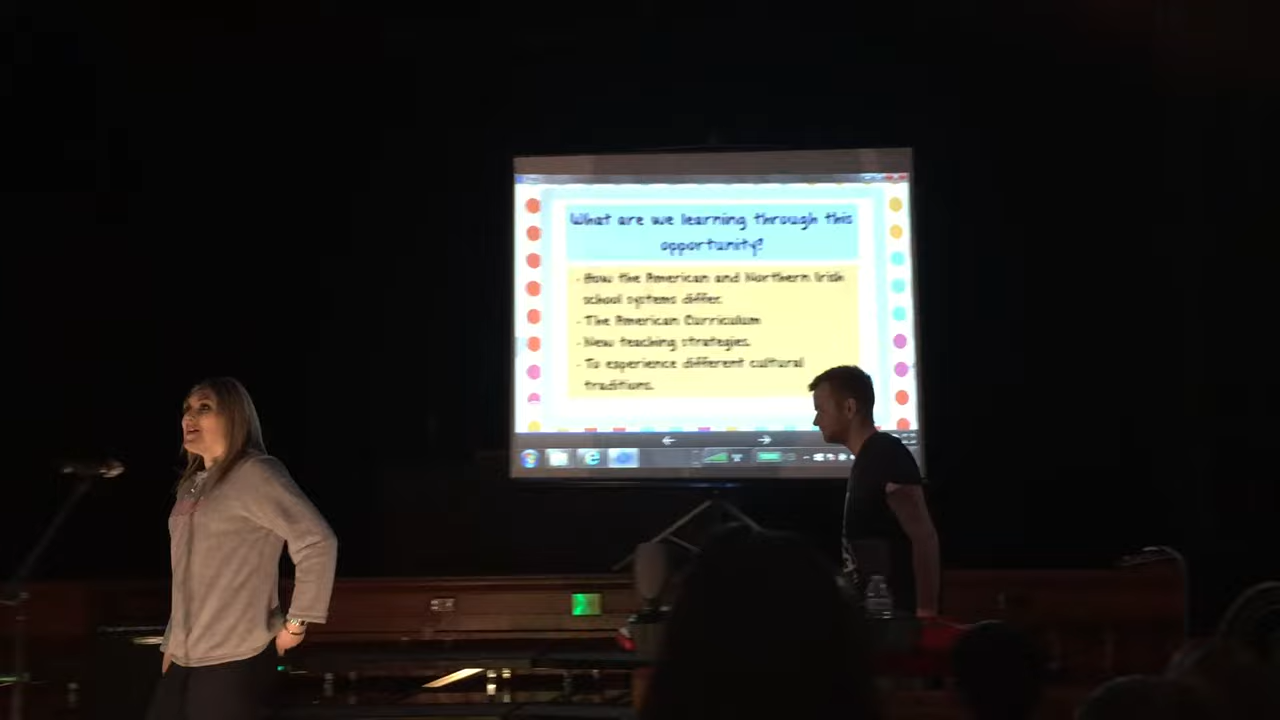 What are we learning through this
opportunity?
- How the American and Northern Irish
school systems differ.
- The American Curriculum
- New teaching strategies.
- To experience different cultural
traditions.